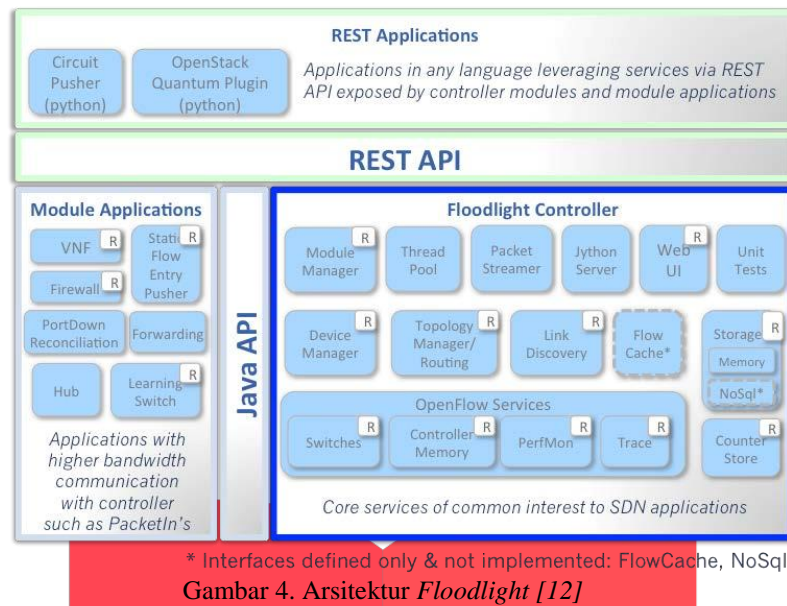 REST Applications
Circuit
Pusher
(python)
OpenStack
Quantum Plugin
(python)
Applications in any language leveraging services via REST
API exposed by controller modules and module applications
REST API
Module Applications
VNF
R
Static
Flow
Entry
Pusher
R
Firewall
R
PortDown
Reconciliation
Forwarding
Hub
Learning
Switch
R
Applications with
higher bandwidth
communication
with controller
such as PacketIn's
Java API
Floodlight Controller
Module
Manager
R
Thread
Pool
Packet
Streamer
Jython
Server
Web
UI
R
Unit
Tests
Device
Manager
R
Topology
Manager/
Routing
R
Link
Discovery
R
Flow
Cache*
R
Storage
R
Memory
NoSql*
OpenFlow Services
Switches
R
Controller
Memory
R
PerfMon
R
Trace
R
Counter
Store
R
Core services of common interest to SDN applications
* Interfaces defined only & not implemented: FlowCache, NoSql
Gambar 4. Arsitektur Floodlight [12]